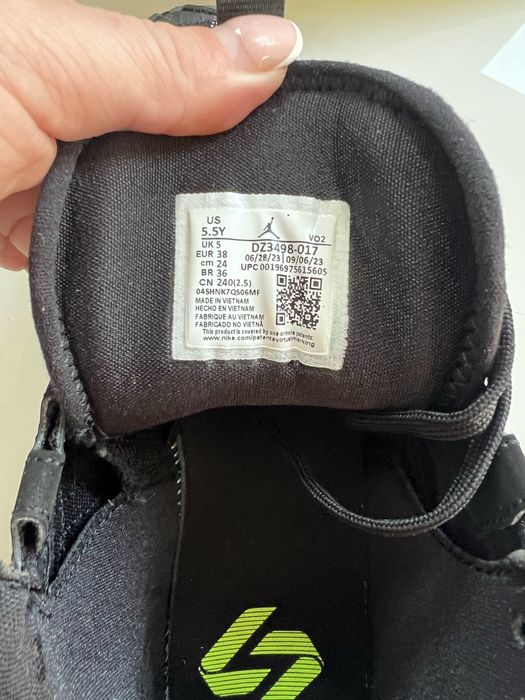 US
5.5Y
UK 5
EUR 38
cm 24
BR 36
CN 240(2.5)
VO2
DZ3498-017
06/28/23 09/06/23
UPC 00196975615605
04SHNK7QS06MF
MADE IN VIETNAM
HECHO EN VIETNAM
FABRIQUE AU VIETNAM
FABRICADO NO VIETNÃ
This product is covered by one or more patents:
www.nike.com/patentsvirtualmarking